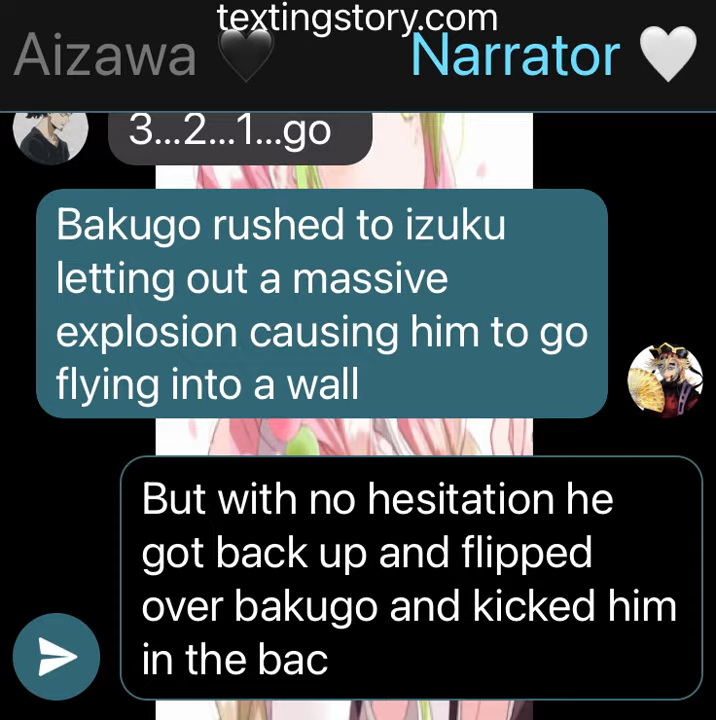 textingstory.com
Aizawa 🖤 Narrator 🤍
3...2...1...go
Bakugo rushed to izuku
letting out a massive
explosion causing him to go
flying into a wall
But with no hesitation he
got back up and flipped
over bakugo and kicked him
in the bac